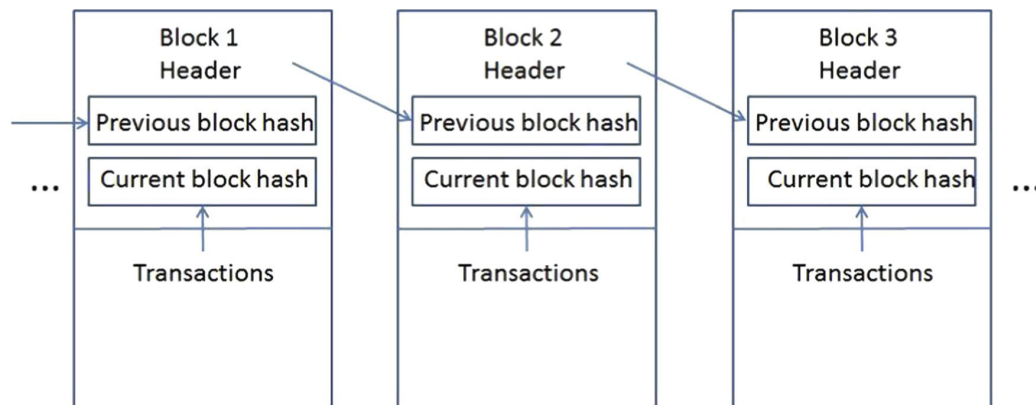 Block 1
Header
Previous block hash
Current block hash
Transactions
Block 2
Header
Previous block hash
Current block hash
Transactions
Block 3
Header
Previous block hash
Current block hash
Transactions
...
...